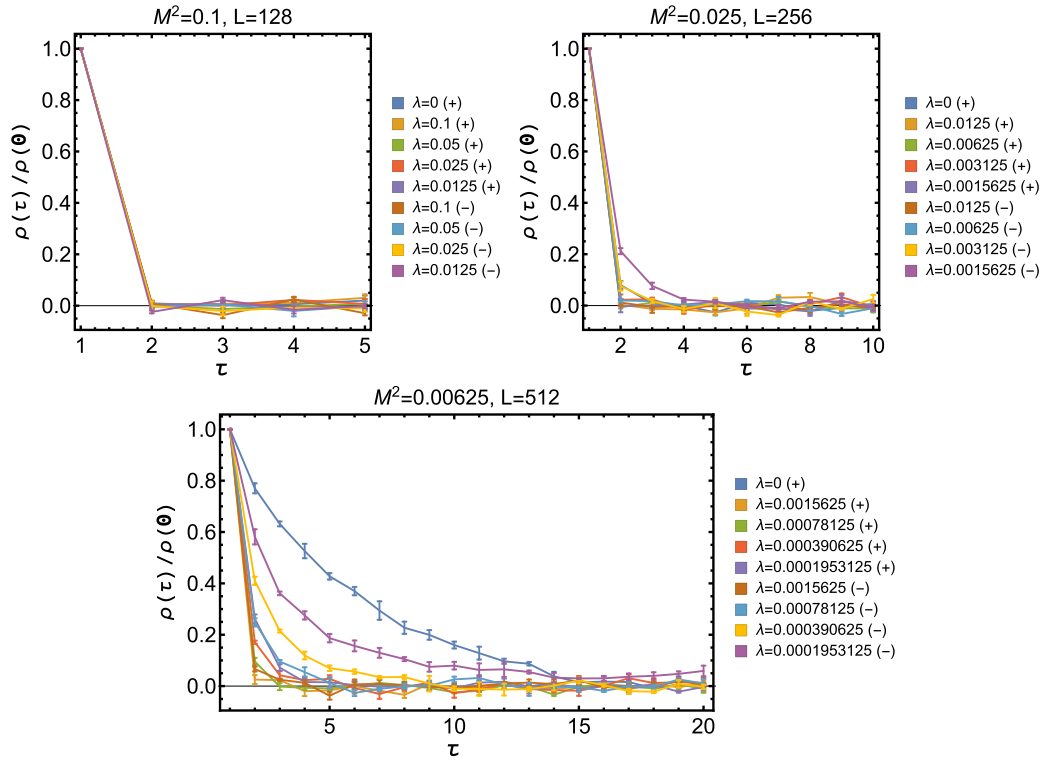 M²=0.1, L=128
ρ(τ)/ρ(0)
1.0
0.8
0.6
0.4
0.2
0.0
1 2 3 4 5
τ
λ=0 (+)
λ=0.1 (+)
λ=0.05 (+)
λ=0.025 (+)
λ=0.0125 (+)
λ=0.1 (−)
λ=0.05 (−)
λ=0.025 (−)
λ=0.0125 (−)
M²=0.025, L=256
ρ(τ)/ρ(0)
1.0
0.8
0.6
0.4
0.2
0.0
2 4 6 8 10
τ
λ=0 (+)
λ=0.0125 (+)
λ=0.00625 (+)
λ=0.003125 (+)
λ=0.0015625 (+)
λ=0.0125 (−)
λ=0.00625 (−)
λ=0.003125 (−)
λ=0.0015625 (−)
M²=0.00625, L=512
ρ(τ)/ρ(0)
1.0
0.8
0.6
0.4
0.2
0.0
5 10 15 20
τ
λ=0 (+)
λ=0.0015625 (+)
λ=0.00078125 (+)
λ=0.000390625 (+)
λ=0.0001953125 (+)
λ=0.0015625 (−)
λ=0.00078125 (−)
λ=0.000390625 (−)
λ=0.0001953125 (−)